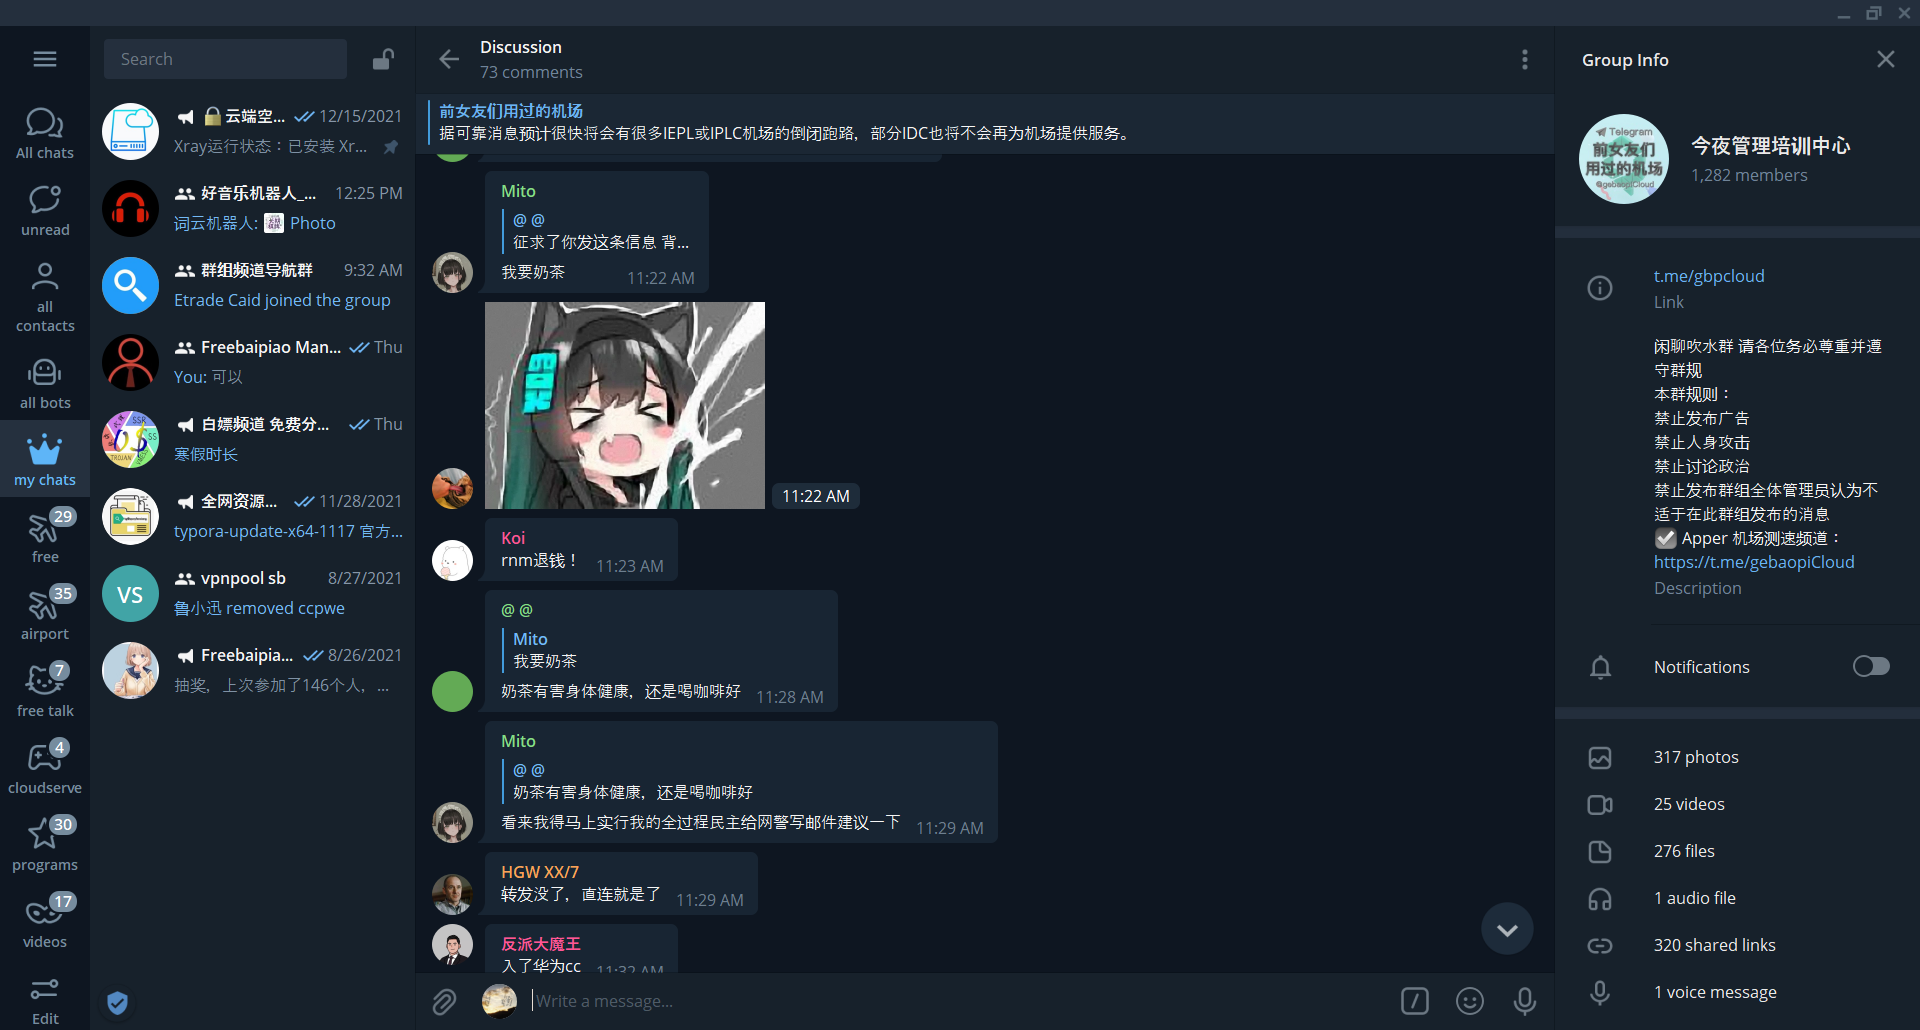 Search
All chats
unread
all
contacts
all bots
my chats
29
free
35
airport
7
free talk
4
cloudserve
30
programs
17
videos
Edit
云端空... 12/15/2021
Xray运行状态：已安装 Xr...
好音乐机器人_... 12:25 PM
词云机器人: Photo
群组频道导航群 9:32 AM
Etrade Caid joined the group
Freebaipiao Man... Thu
You: 可以
白嫖频道 免费分... Thu
寒假时长
全网资源... 11/28/2021
typora-update-x64-1117 官方...
VS
vpnpool sb 8/27/2021
鲁小迅 removed ccpwe
Freebaipia... 8/26/2021
抽奖，上次参加了146个人，...
Discussion
73 comments
前女友们用过的机场
据可靠消息预计很快将会有很多IEPL或IPLC机场的倒闭跑路，部分IDC也将不会再为机场提供服务。
Mito
@ @
征求了你发这条信息 背...
我要奶茶 11:22 AM
11:22 AM
Koi
rnm退钱！ 11:23 AM
@ @
Mito
我要奶茶
奶茶有害身体健康，还是喝咖啡好 11:28 AM
Mito
@ @
奶茶有害身体健康，还是喝咖啡好
看来我得马上实行我的全过程民主给网警写邮件建议一下 11:29 AM
HGW XX/7
转发没了，直连就是了 11:29 AM
反派大魔王
入了华为cc 11:32 AM
Write a message...
Group Info
Telegram
前女友们
用过的机场
@gebaopiCloud
今夜管理培训中心
1,282 members
t.me/gbpcloud
Link
闲聊吹水群 请各位务必尊重并遵
守群规
本群规则：
禁止发布广告
禁止人身攻击
禁止讨论政治
禁止发布群组全体管理员认为不
适于在此群组发布的消息
Apper 机场测速频道：
https://t.me/gebaopiCloud
Description
Notifications
317 photos
25 videos
276 files
1 audio file
320 shared links
1 voice message